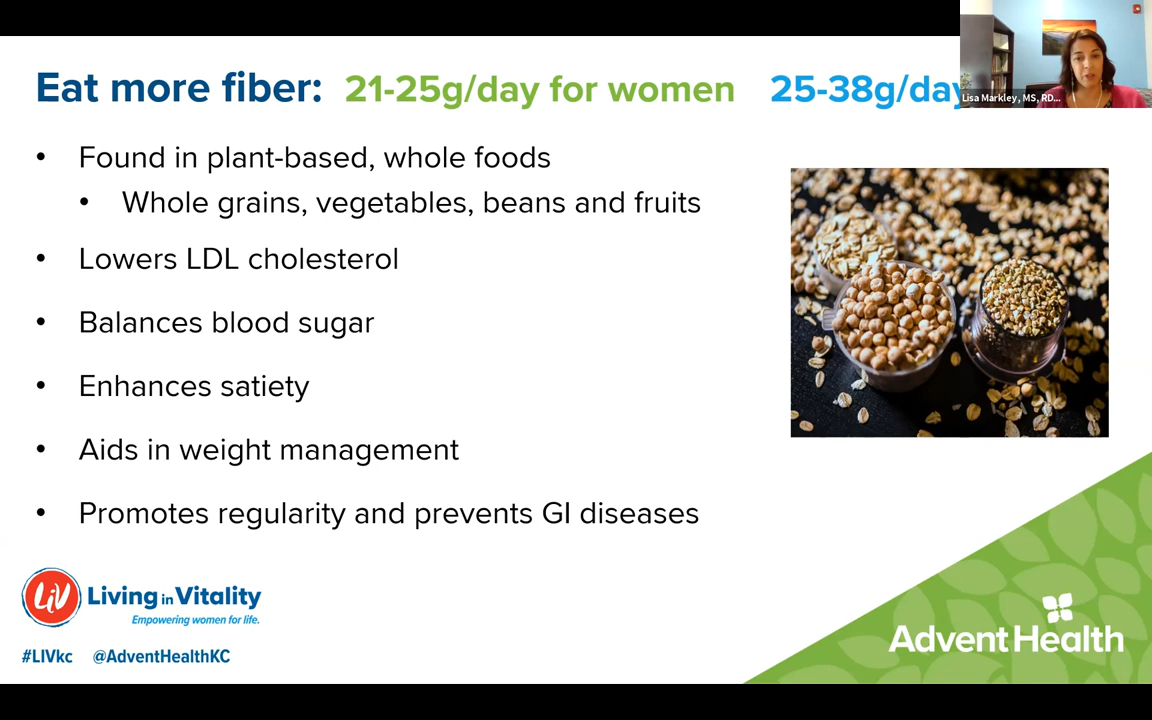 Eat more fiber: 21-25g/day for women 25-38g/day
Lisa Markley, MS, RD...
• Found in plant-based, whole foods
• Whole grains, vegetables, beans and fruits
• Lowers LDL cholesterol
• Balances blood sugar
• Enhances satiety
• Aids in weight management
• Promotes regularity and prevents GI diseases
LiV Living in Vitality
Empowering women for life.
#LIVkc @AdventHealthKC
Advent Health